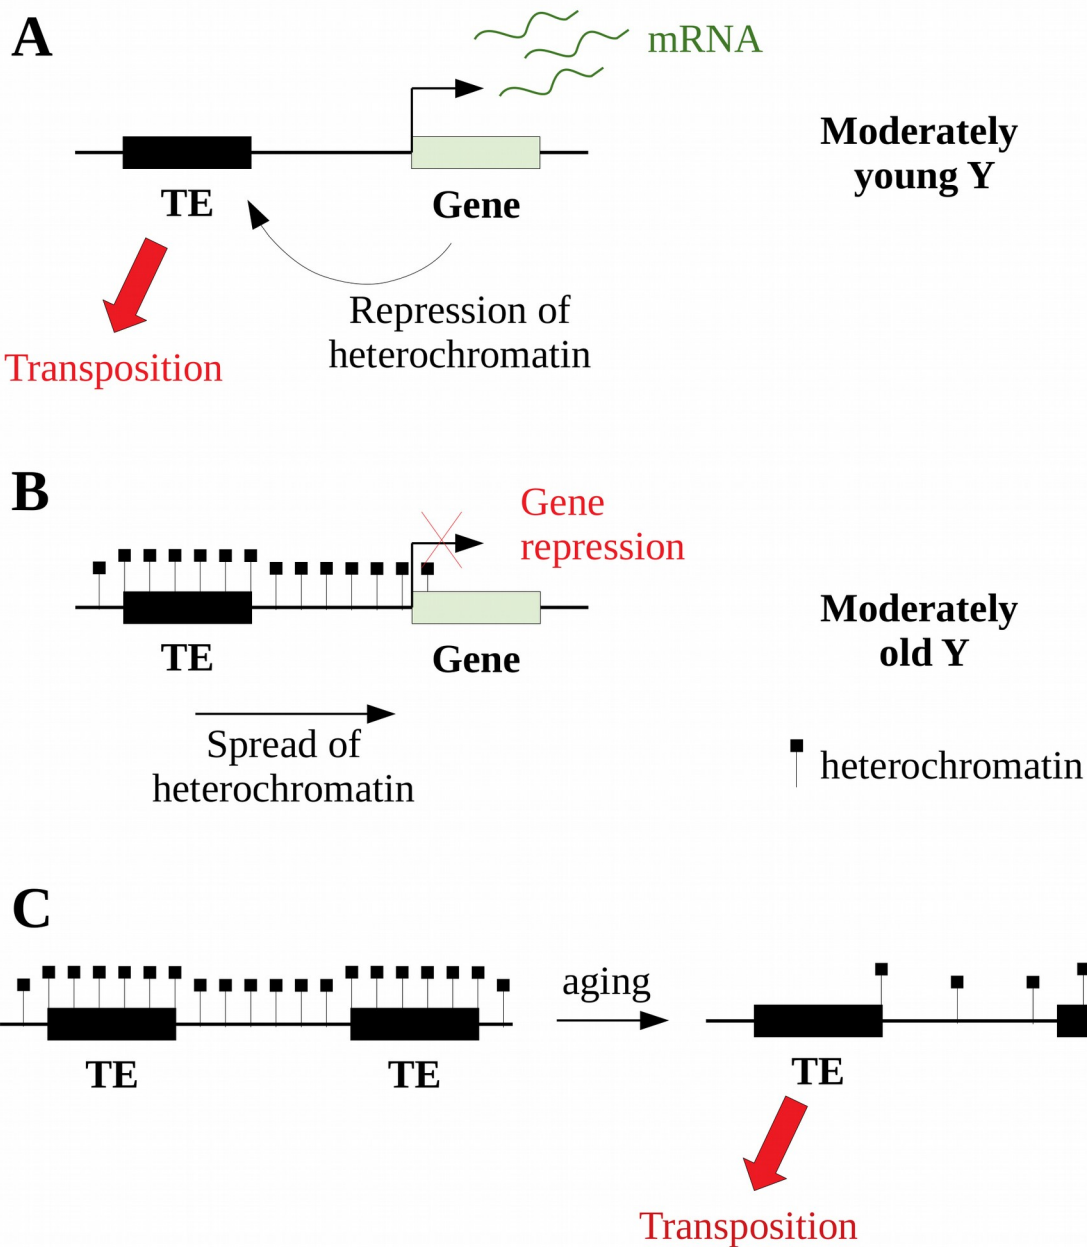 A
mRNA
Moderately
young Y
TE
Gene
Repression of
heterochromatin
Transposition
B
Gene
repression
Moderately
old Y
TE
Gene
Spread of
heterochromatin
heterochromatin
C
aging
TE
TE
TE
Transposition